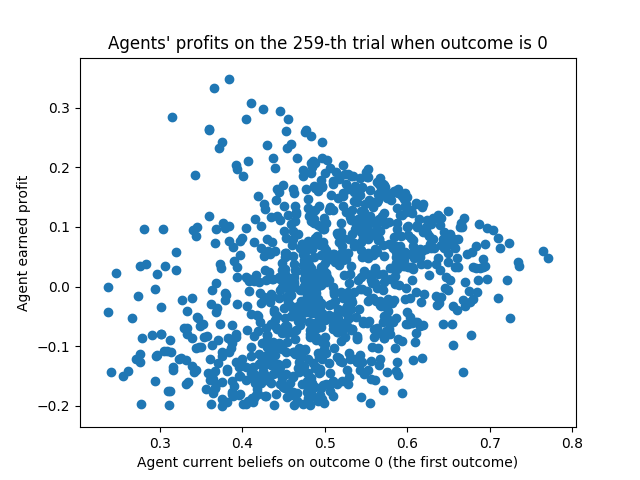 Agents' profits on the 259-th trial when outcome is 0
Agent earned profit
0.3
0.2
0.1
0.0
−0.1
−0.2
0.3 0.4 0.5 0.6 0.7 0.8
Agent current beliefs on outcome 0 (the first outcome)